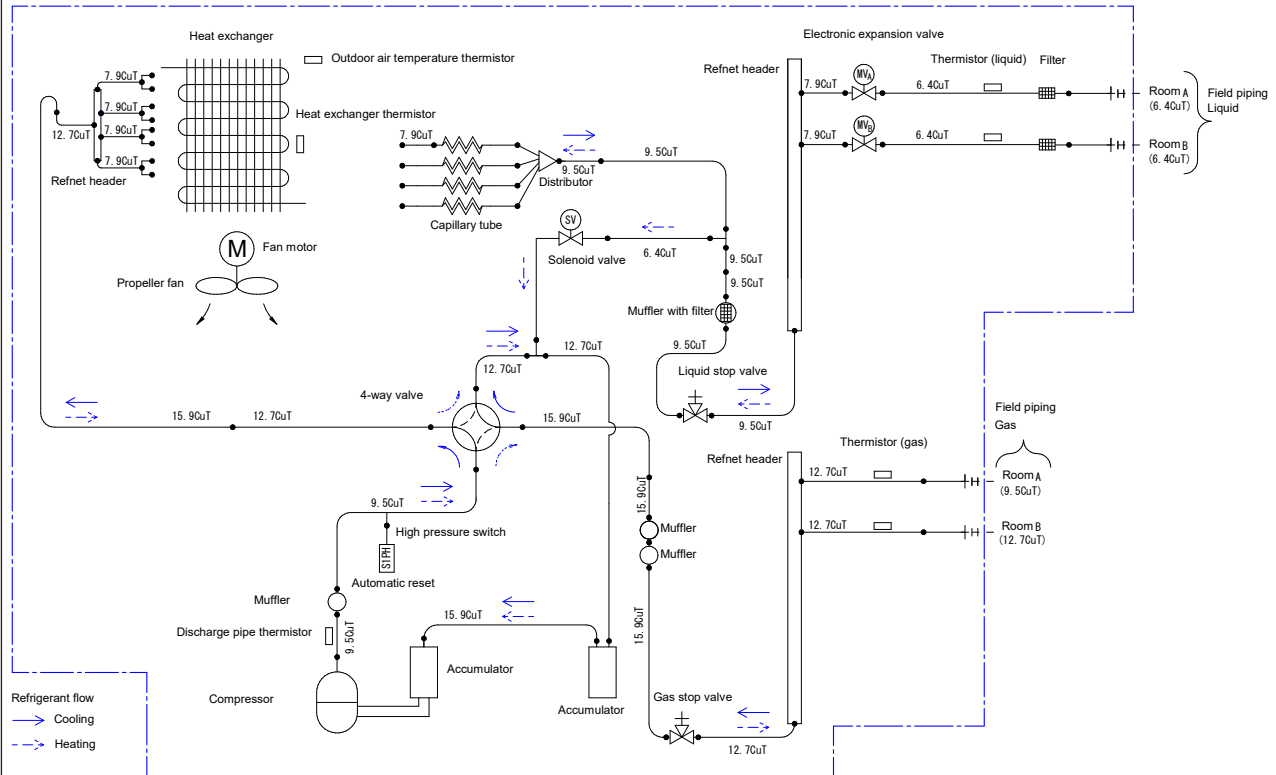 Heat exchanger
Outdoor air temperature thermistor
7.9CuT
7.9CuT
7.9CuT
7.9CuT
12.7CuT
Refnet header
Heat exchanger thermistor
7.9CuT
Capillary tube
Distributor
9.5CuT
9.5CuT
M
Fan motor
Propeller fan
SV
Solenoid valve
6.4CuT
9.5CuT
9.5CuT
Muffler with filter
9.5CuT
Liquid stop valve
9.5CuT
Electronic expansion valve
Refnet header
Thermistor (liquid)
Filter
7.9CuT
MVA
6.4CuT
Room A
(6.4CuT)
7.9CuT
MVB
6.4CuT
Room B
(6.4CuT)
Field piping
Liquid
12.7CuT
12.7CuT
4-way valve
15.9CuT
12.7CuT
15.9CuT
9.5CuT
High pressure switch
S1PH
Automatic reset
Muffler
Discharge pipe thermistor
9.5CuT
Compressor
15.9CuT
Accumulator
Accumulator
15.9CuT
Muffler
Muffler
15.9CuT
Gas stop valve
12.7CuT
Refnet header
Thermistor (gas)
12.7CuT
12.7CuT
Field piping
Gas
Room A
(9.5CuT)
Room B
(12.7CuT)
Refrigerant flow
Cooling
Heating